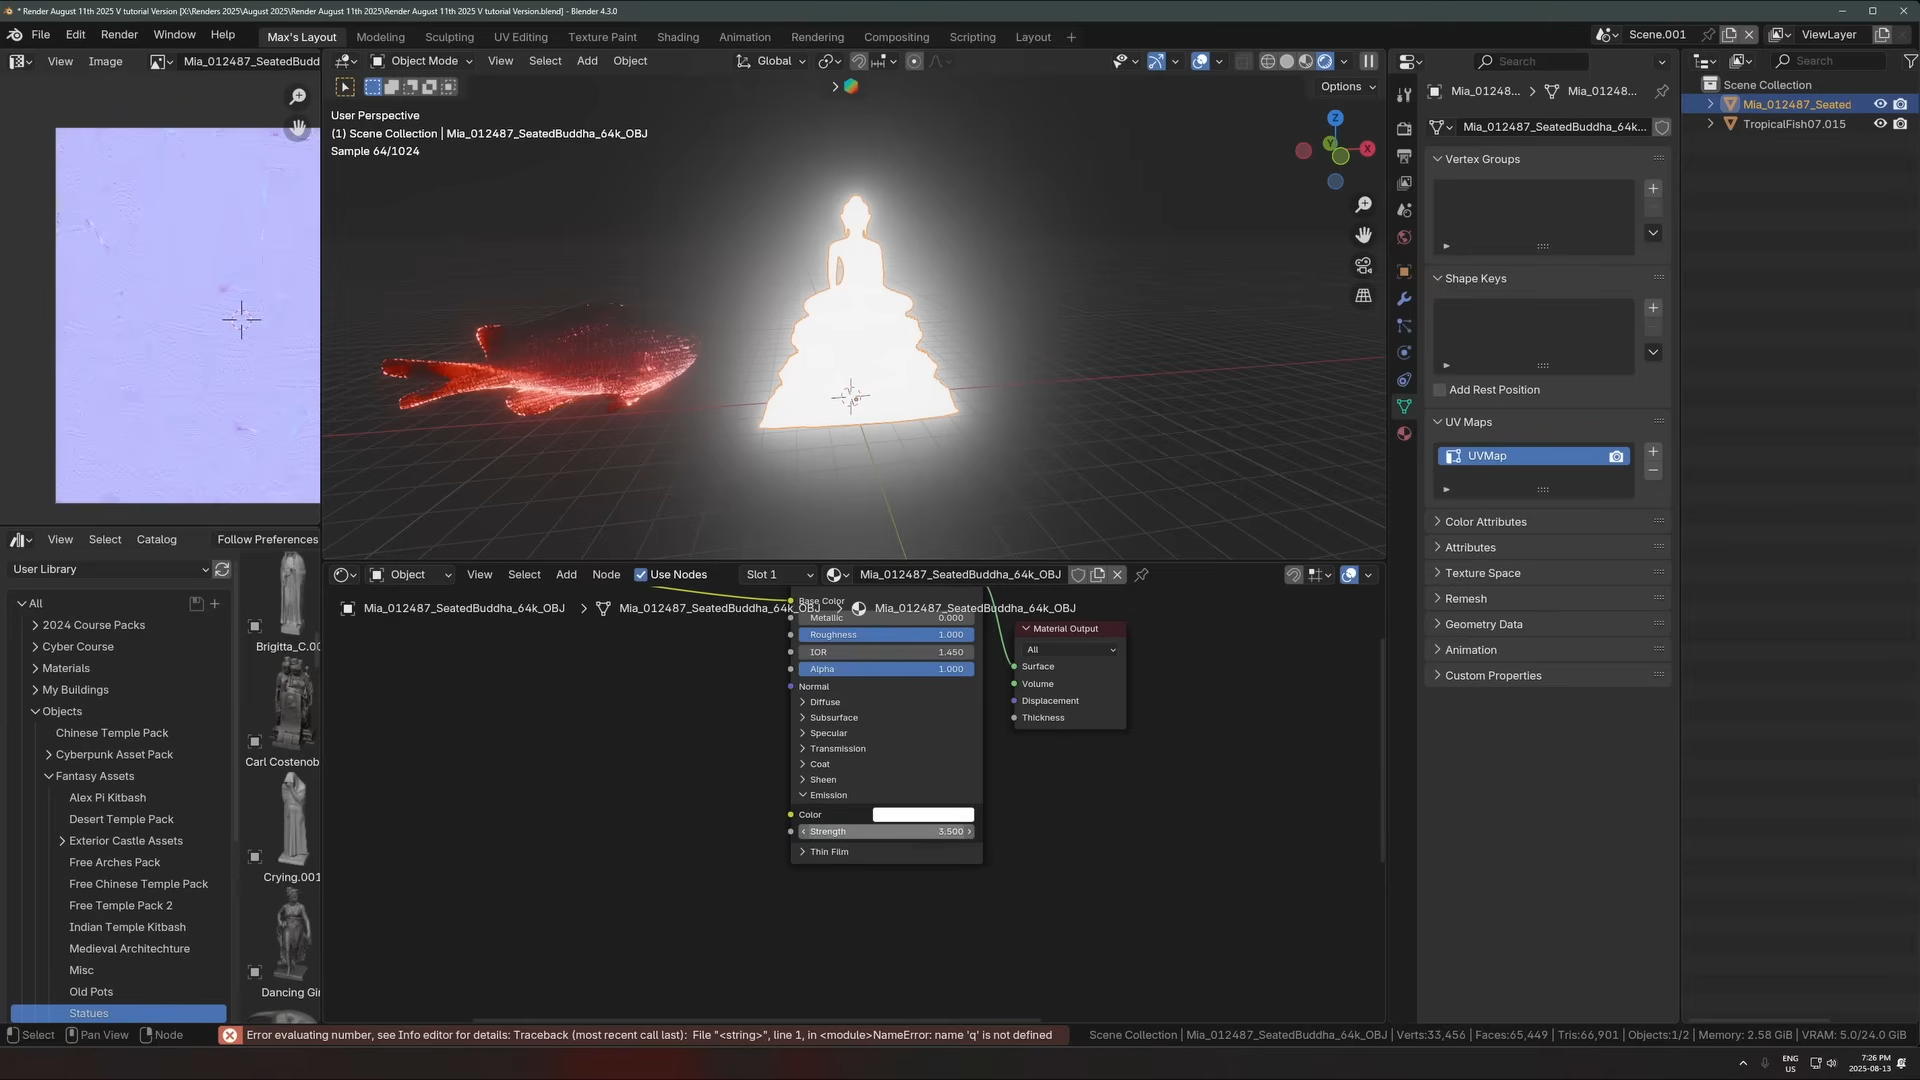 * Render August 11th 2025 V tutorial Version [X:\Renders 2025\August 2025\Render August 11th 2025\Render August 11th 2025 V tutorial Version.blend] - Blender 4.3.0
File Edit Render Window Help
Max's Layout Modeling Sculpting UV Editing Texture Paint Shading Animation Rendering Compositing Scripting Layout
Scene.001
ViewLayer
View Image
Mia_012487_SeatedBudd
Object Mode View Select Add Object
Global
Options
Search
Search
User Perspective
(1) Scene Collection | Mia_012487_SeatedBuddha_64k_OBJ
Sample 64/1024
Z
Y
X
Mia_01248... Mia_01248...
Mia_012487_SeatedBuddha_64k...
Vertex Groups
Shape Keys
Add Rest Position
UV Maps
UVMap
Color Attributes
Attributes
Texture Space
Remesh
Geometry Data
Animation
Custom Properties
Scene Collection
Mia_012487_Seated
TropicalFish07.015
View Select Catalog Follow Preferences
User Library
All
2024 Course Packs
Cyber Course
Materials
My Buildings
Objects
Chinese Temple Pack
Cyberpunk Asset Pack
Fantasy Assets
Alex Pi Kitbash
Desert Temple Pack
Exterior Castle Assets
Free Arches Pack
Free Chinese Temple Pack
Free Temple Pack 2
Indian Temple Kitbash
Medieval Architechture
Misc
Old Pots
Statues
Brigitta_C.00
Carl Costenob
Crying.001
Dancing Gir
Object View Select Add Node Use Nodes Slot 1 Mia_012487_SeatedBuddha_64k_OBJ
Mia_012487_SeatedBuddha_64k_OBJ Mia_012487_SeatedBuddha_64k_OBJ Mia_012487_SeatedBuddha_64k_OBJ
Base Color
Metallic 0.000
Roughness 1.000
IOR 1.450
Alpha 1.000
Normal
Diffuse
Subsurface
Specular
Transmission
Coat
Sheen
Emission
Color
Strength 3.500
Thin Film
Material Output
All
Surface
Volume
Displacement
Thickness
Select Pan View Node
Error evaluating number, see Info editor for details: Traceback (most recent call last): File "<string>", line 1, in <module>NameError: name 'q' is not defined
Scene Collection | Mia_012487_SeatedBuddha_64k_OBJ | Verts:33,456 | Faces:65,449 | Tris:66,901 | Objects:1/2 | Memory: 2.58 GiB | VRAM: 5.0/24.0 GiB
ENG
US
7:26 PM
2025-08-13